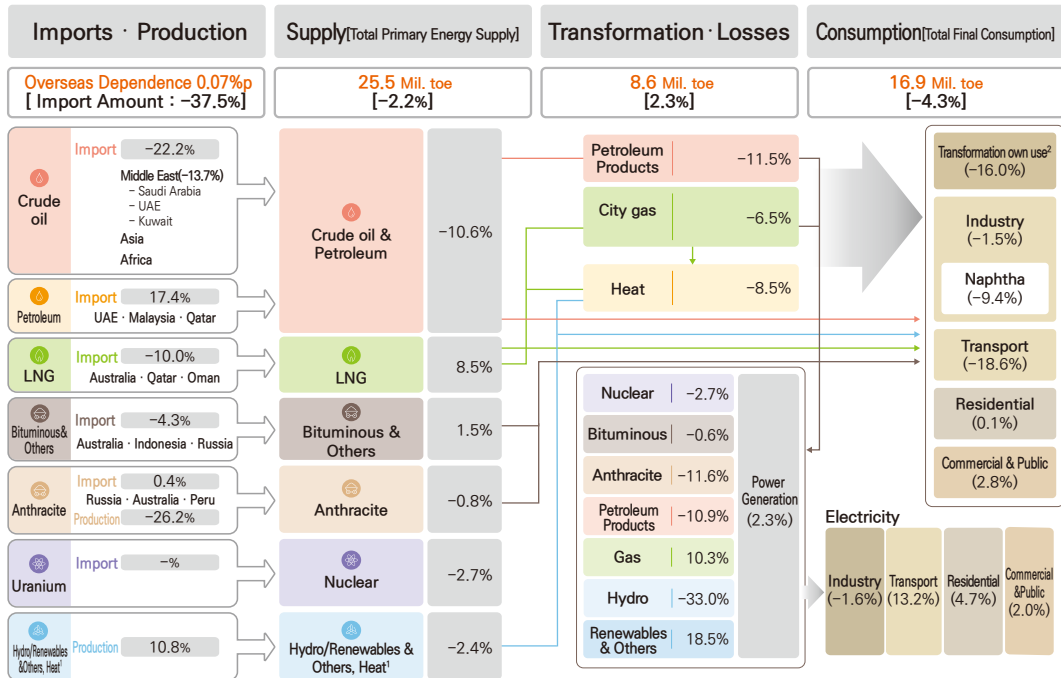 Imports · Production
Supply[Total Primary Energy Supply]
Transformation·Losses
Consumption[Total Final Consumption]
Overseas Dependence 0.07%p
[ Import Amount : −37.5%]
25.5 Mil. toe
[−2.2%]
8.6 Mil. toe
[2.3%]
16.9 Mil. toe
[−4.3%]
Crude
oil
Import −22.2%
Middle East(−13.7%)
− Saudi Arabia
− UAE
− Kuwait
Asia
Africa
Petroleum
Import 17.4%
UAE · Malaysia · Qatar
LNG
Import −10.0%
Australia · Qatar · Oman
Bituminous&
Others
Import −4.3%
Australia · Indonesia · Russia
Anthracite
Import 0.4%
Russia · Australia · Peru
Production −26.2%
Uranium
Import −%
Hydro/Renewables
&Others, Heat¹
Production 10.8%
Crude oil &
Petroleum
−10.6%
LNG
8.5%
Bituminous &
Others
1.5%
Anthracite
−0.8%
Nuclear
−2.7%
Hydro/Renewables &
Others, Heat¹
−2.4%
Petroleum
Products
−11.5%
City gas
−6.5%
Heat
−8.5%
Nuclear −2.7%
Bituminous −0.6%
Anthracite −11.6%
Petroleum
Products
−10.9%
Gas 10.3%
Hydro −33.0%
Renewables
& Others
18.5%
Power
Generation
(2.3%)
Transformation own use²
(−16.0%)
Industry
(−1.5%)
Naphtha
(−9.4%)
Transport
(−18.6%)
Residential
(0.1%)
Commercial & Public
(2.8%)
Electricity
Industry
(−1.6%)
Transport
(13.2%)
Residential
(4.7%)
Commercial
&Public
(2.0%)